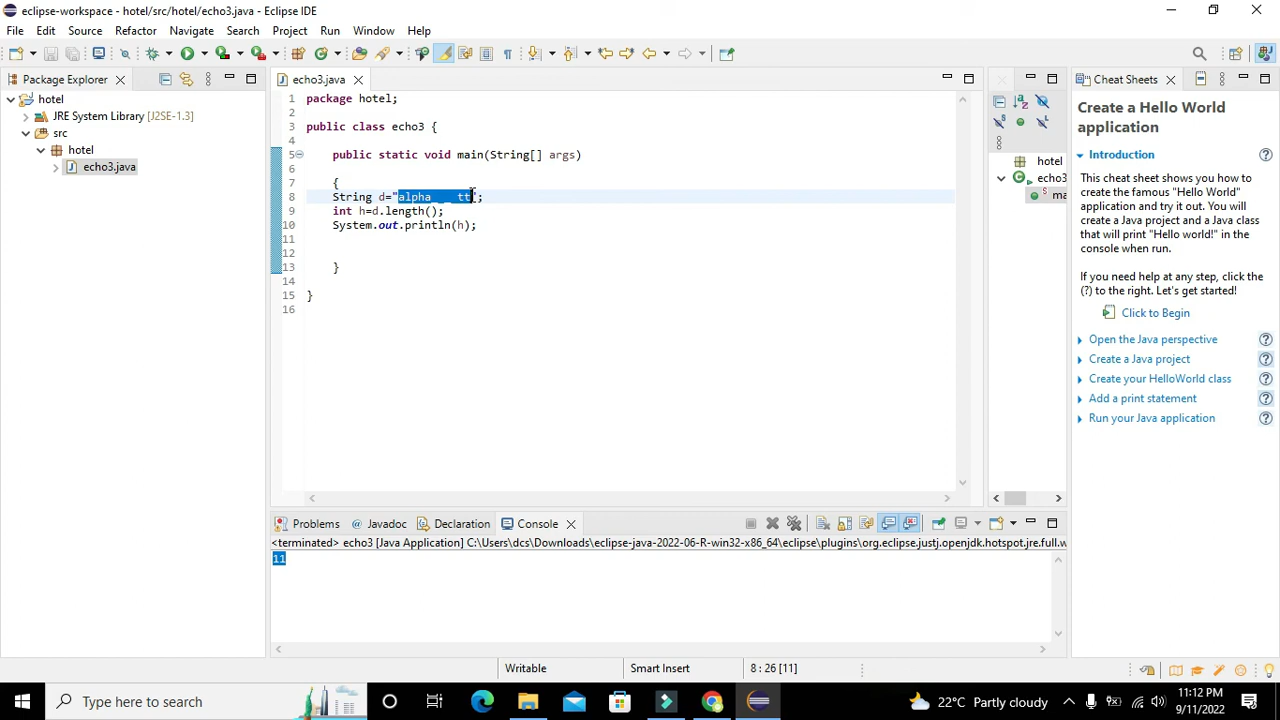 eclipse-workspace - hotel/src/hotel/echo3.java - Eclipse IDE
File Edit Source Refactor Navigate Search Project Run Window Help
Package Explorer
hotel
JRE System Library [J2SE-1.3]
src
hotel
echo3.java
echo3.java
1 package hotel;
2
3 public class echo3 {
4
5 public static void main(String[] args)
6
7 {
8 String d="alpha _ _tt";
9 int h=d.length();
10 System.out.println(h);
11
12
13 }
14
15 }
16
hotel
echo3
ma
Cheat Sheets
Create a Hello World
application
Introduction
This cheat sheet shows you how to
create the famous "Hello World"
application and try it out. You will
create a Java project and a Java class
that will print "Hello world!" in the
console when run.
If you need help at any step, click the
(?) to the right. Let's get started!
Click to Begin
Open the Java perspective
Create a Java project
Create your HelloWorld class
Add a print statement
Run your Java application
Problems @ Javadoc Declaration Console
<terminated> echo3 [Java Application] C:\Users\dcs\Downloads\eclipse-java-2022-06-R-win32-x86_64\eclipse\plugins\org.eclipse.justj.openjdk.hotspot.jre.full.w
11
Writable Smart Insert 8 : 26 [11]
Type here to search
22°C Partly cloudy
11:12 PM
9/11/2022